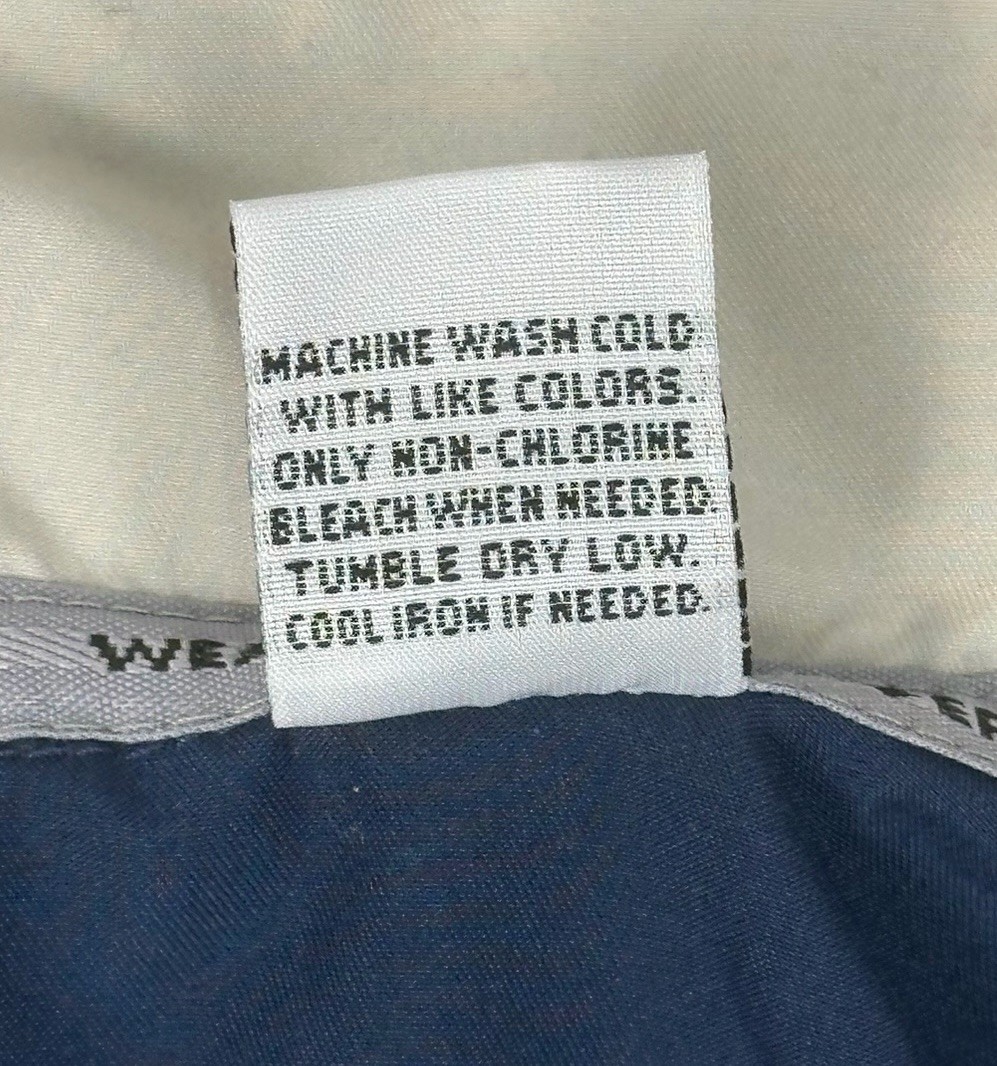 MACHINE WASH COLD
WITH LIKE COLORS.
ONLY NON-CHLORINE
BLEACH WHEN NEEDED.
TUMBLE DRY LOW.
COOL IRON IF NEEDED.